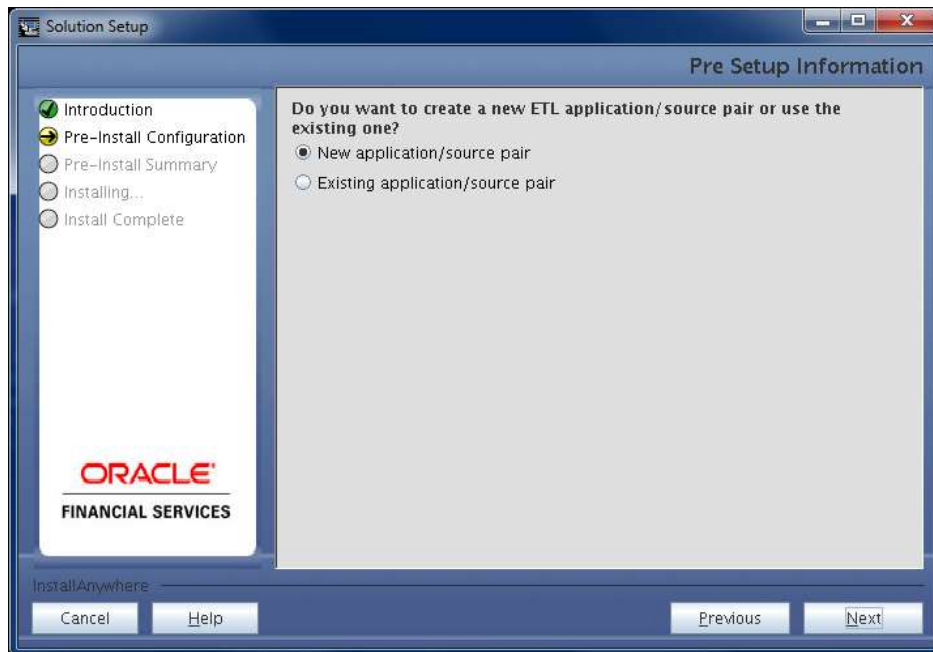 Solution Setup
Pre Setup Information
Introduction
Pre-Install Configuration
Pre-Install Summary
Installing...
Install Complete
Do you want to create a new ETL application/source pair or use the
existing one?
New application/source pair
Existing application/source pair
ORACLE
FINANCIAL SERVICES
InstallAnywhere
Cancel
Help
Previous
Next